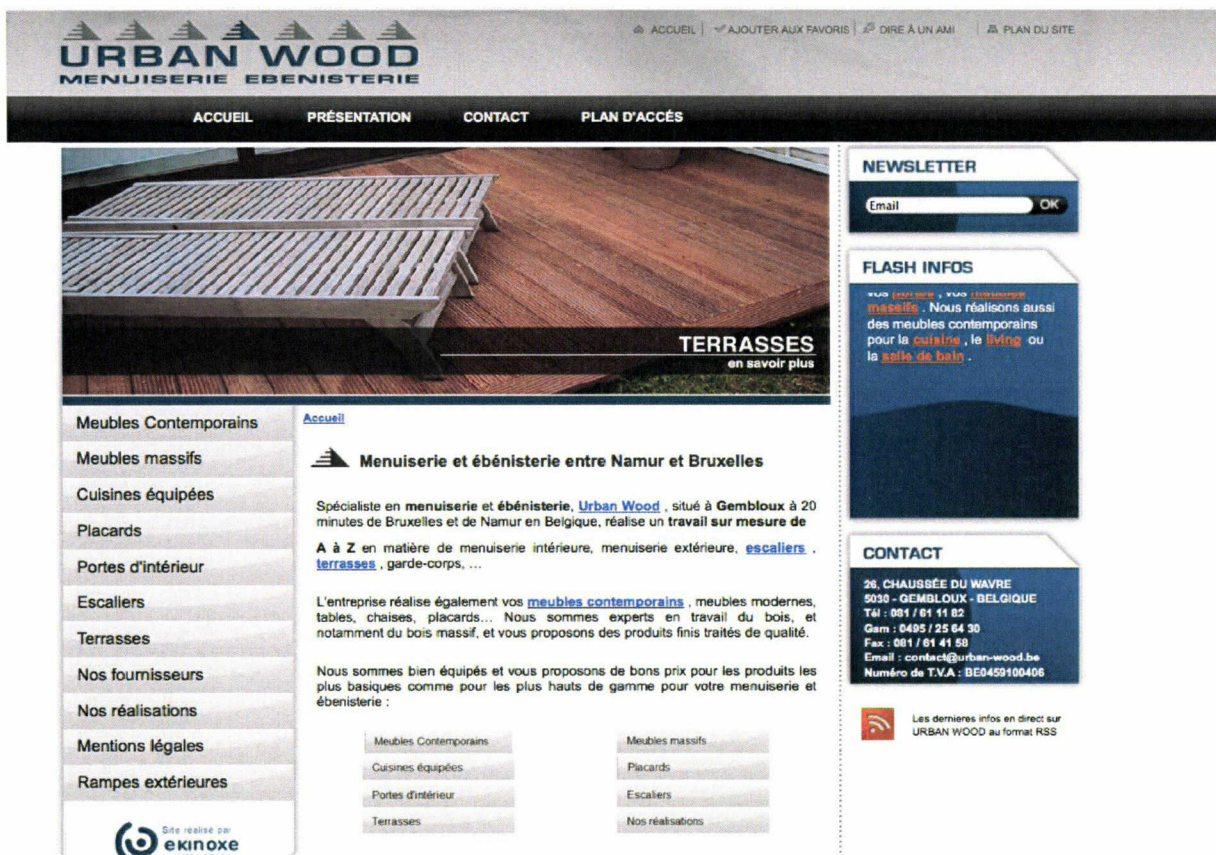 URBAN WOOD
MENUISERIE EBENISTERIE
ACCUEIL
AJOUTER AUX FAVORIS
DIRE À UN AMI
PLAN DU SITE
ACCUEIL
PRÉSENTATION
CONTACT
PLAN D'ACCÉS
TERRASSES
en savoir plus
Meubles Contemporains
Meubles massifs
Cuisines équipées
Placards
Portes d'intérieur
Escaliers
Terrasses
Nos fournisseurs
Nos réalisations
Mentions légales
Rampes extérieures
Site réalisé par
ekinoxe
Accueil
Menuiserie et ébénisterie entre Namur et Bruxelles
Spécialiste en menuiserie et ébénisterie, Urban Wood , situé à Gembloux à 20
minutes de Bruxelles et de Namur en Belgique, réalise un travail sur mesure de
A à Z en matière de menuiserie intérieure, menuiserie extérieure, escaliers ,
terrasses , garde-corps, ...
L'entreprise réalise également vos meubles contemporains , meubles modernes,
tables, chaises, placards... Nous sommes experts en travail du bois, et
notamment du bois massif, et vous proposons des produits finis traités de qualité.
Nous sommes bien équipés et vous proposons de bons prix pour les produits les
plus basiques comme pour les plus hauts de gamme pour votre menuiserie et
ébenisterie :
Meubles Contemporains
Meubles massifs
Cuisines équipées
Placards
Portes d'intérieur
Escaliers
Terrasses
Nos réalisations
NEWSLETTER
Email
OK
FLASH INFOS
massifs . Nous réalisons aussi
des meubles contemporains
pour la cuisine , le living ou
la salle de bain .
CONTACT
26, CHAUSSÉE DU WAVRE
5030 - GEMBLOUX - BELGIQUE
Tél : 081 / 61 11 82
Gsm : 0495 / 25 64 30
Fax : 081 / 61 41 58
Email : contact@urban-wood.be
Numéro de T.V.A : BE0459100406
Les dernieres infos en direct sur
URBAN WOOD au format RSS